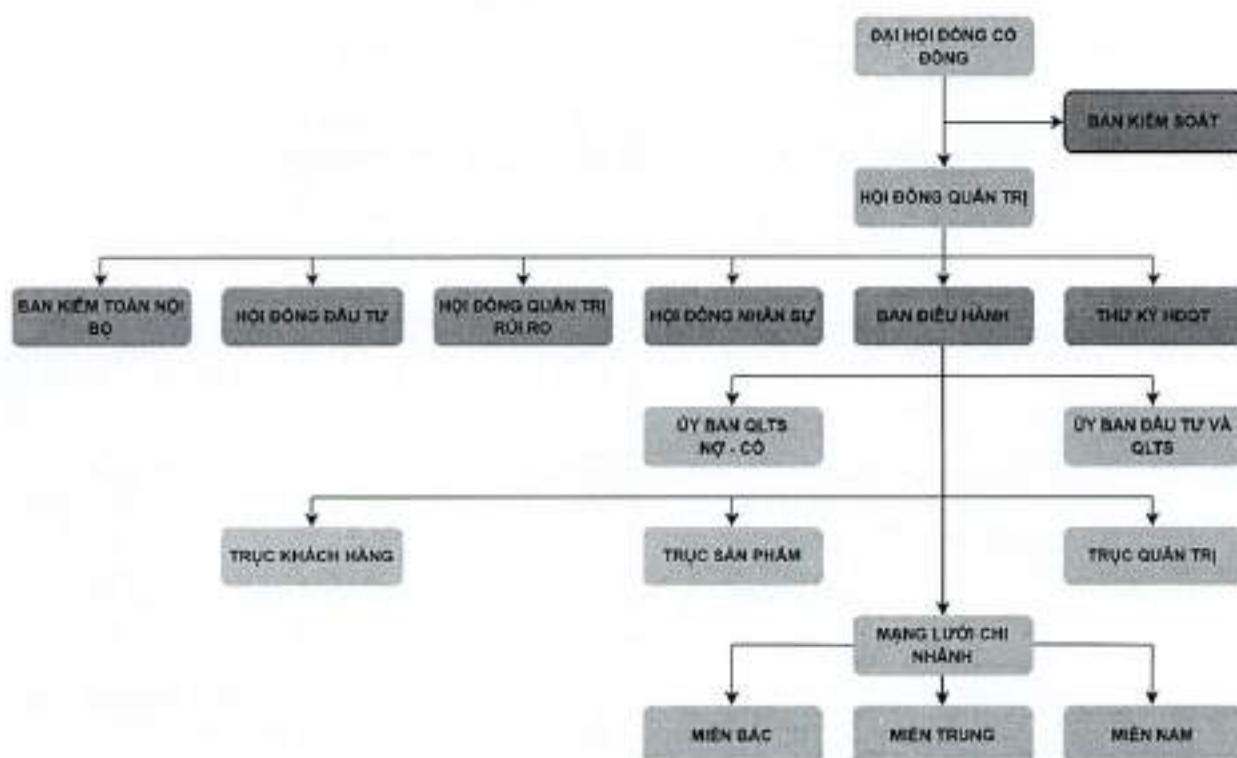 ĐẠI HỘI ĐỒNG CỔ
ĐÔNG
BAN KIỂM SOÁT
HỘI ĐỒNG QUẢN TRỊ
BAN KIỂM TOÁN NỘI
BỘ
HỘI ĐỒNG ĐẦU TƯ
HỘI ĐỒNG QUẢN TRỊ
RỦI RO
HỘI ĐỒNG NHÂN SỰ
BAN ĐIỀU HÀNH
THƯ KÝ HĐQT
ỦY BAN QLTS
NỢ - CÓ
ỦY BAN ĐẦU TƯ VÀ
QLTS
TRỤC KHÁCH HÀNG
TRỤC SẢN PHẨM
TRỤC QUẢN TRỊ
MẠNG LƯỚI CHI
NHÁNH
MIỀN BẮC
MIỀN TRUNG
MIỀN NAM